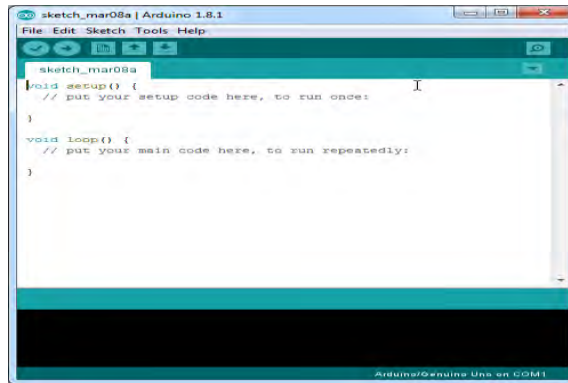 sketch_mar08a | Arduino 1.8.1
File Edit Sketch Tools Help
sketch_mar08a
void setup() {
// put your setup code here, to run once:
}
void loop() {
// put your main code here, to run repeatedly:
}
Arduino/Genuino Uno on COM1